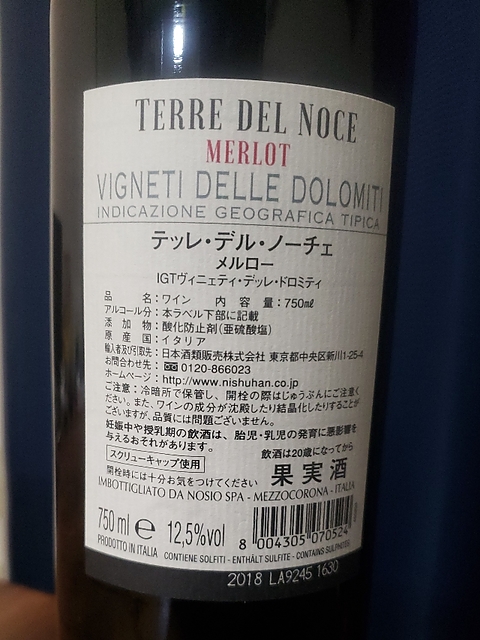 TERRE DEL NOCE
MERLOT
VIGNETI DELLE DOLOMITI
INDICAZIONE GEOGRAFICA TIPICA
テッレ・デル・ノーチェ
メルロー
IGTヴィニェティ・デッレ・ドロミティ
品名：ワイン 内容量：750㎖
アルコール分：本ラベル下部に記載
添加物：酸化防止剤(亜硫酸塩)
原産国：イタリア
輸入者及び引取先：日本酒類販売株式会社 東京都中央区新川1-25-4
お問合わせ先：0120-866023
ホームページ：http://www.nishuhan.co.jp
ご注意：冷暗所で保管し、開栓の際はじゅうぶんにご注意く
ださい。また、ワインの成分が沈殿したり結晶化したりすることが
ございますが、品質には問題ございません。
妊娠中や授乳期の飲酒は、胎児・乳児の発育に悪影響を
与えるおそれがあります。 飲酒は20歳になってから
スクリューキャップ使用
開栓時には十分お気をつけてください 果実酒
IMBOTTIGLIATO DA NOSIO SPA - MEZZOCORONA - ITALIA
750 ml e 12,5%vol
8 004305 070524
PRODOTTO IN ITALIA CONTIENE SOLFITI - ENTHÄLT SULFITE - CONTAINS SULPHITES
2018 LA9245 1630